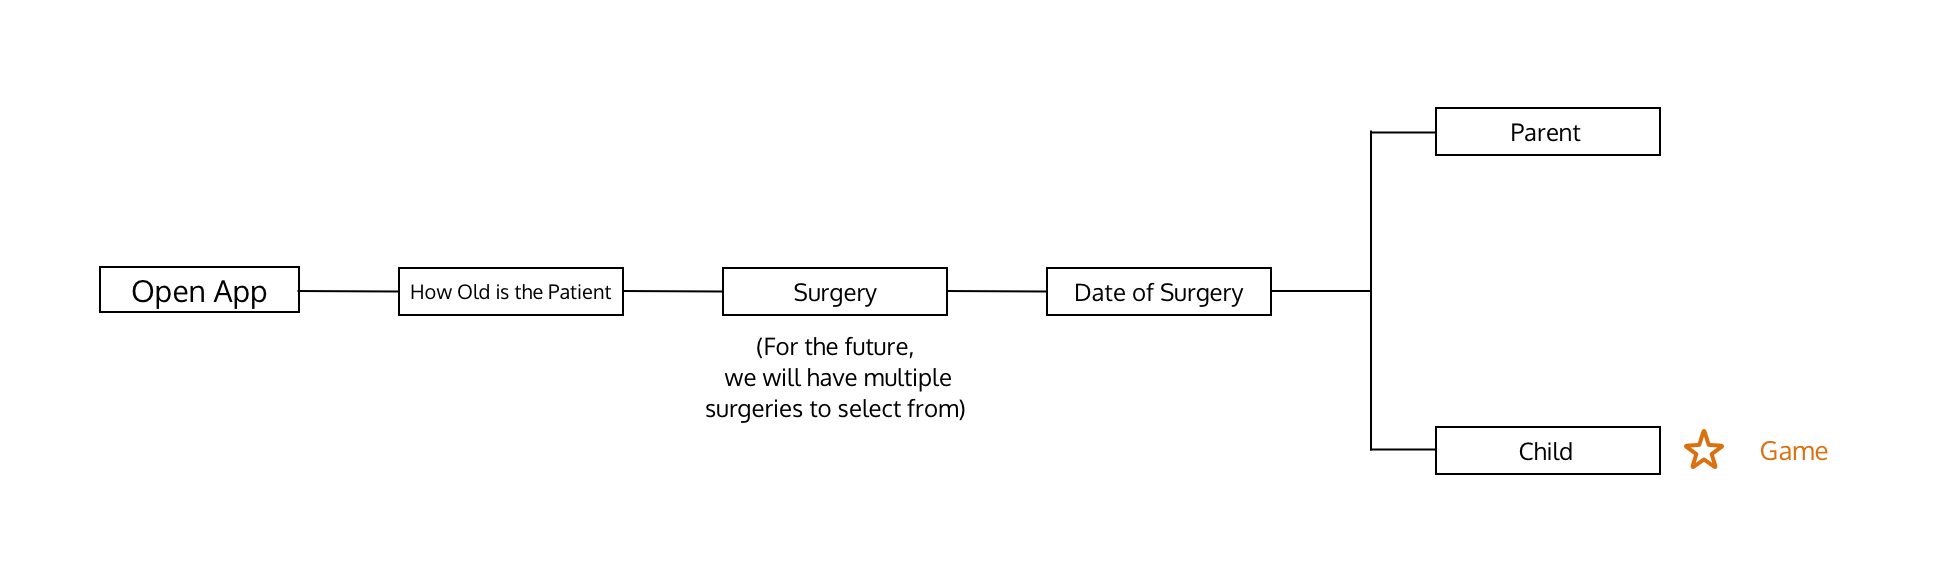 Parent
Open App
How Old is the Patient
Surgery
Date of Surgery
(For the future,
we will have multiple
surgeries to select from)
Child
Game